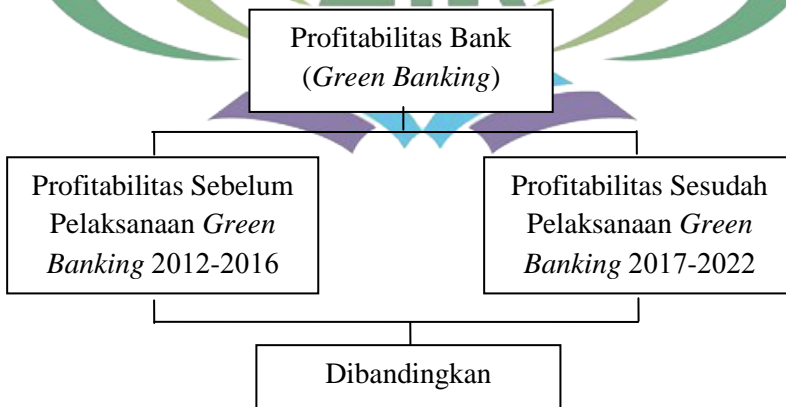 Profitabilitas Bank
(Green Banking)
Profitabilitas Sebelum
Pelaksanaan Green
Banking 2012-2016
Profitabilitas Sesudah
Pelaksanaan Green
Banking 2017-2022
Dibandingkan